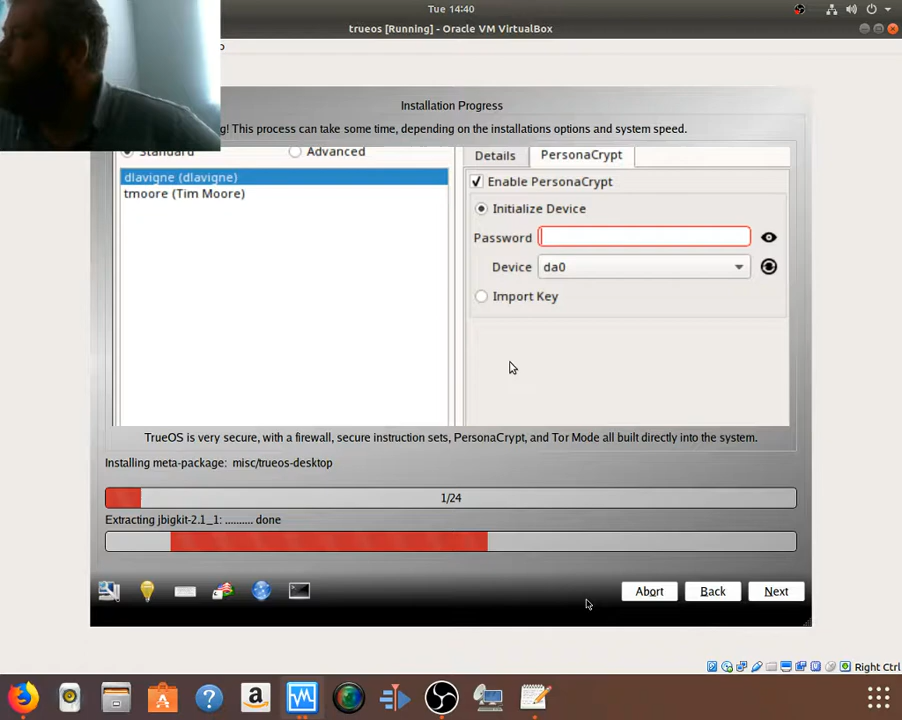 Tue 14:40
trueos [Running] - Oracle VM VirtualBox
Installation Progress
! This process can take some time, depending on the installations options and system speed.
Standard
Advanced
Details
PersonaCrypt
dlavigne (dlavigne)
tmoore (Tim Moore)
Enable PersonaCrypt
Initialize Device
Password
Device
da0
Import Key
TrueOS is very secure, with a firewall, secure instruction sets, PersonaCrypt, and Tor Mode all built directly into the system.
Installing meta-package: misc/trueos-desktop
1/24
Extracting jbigkit-2.1_1: .......... done
Abort
Back
Next
Right Ctrl